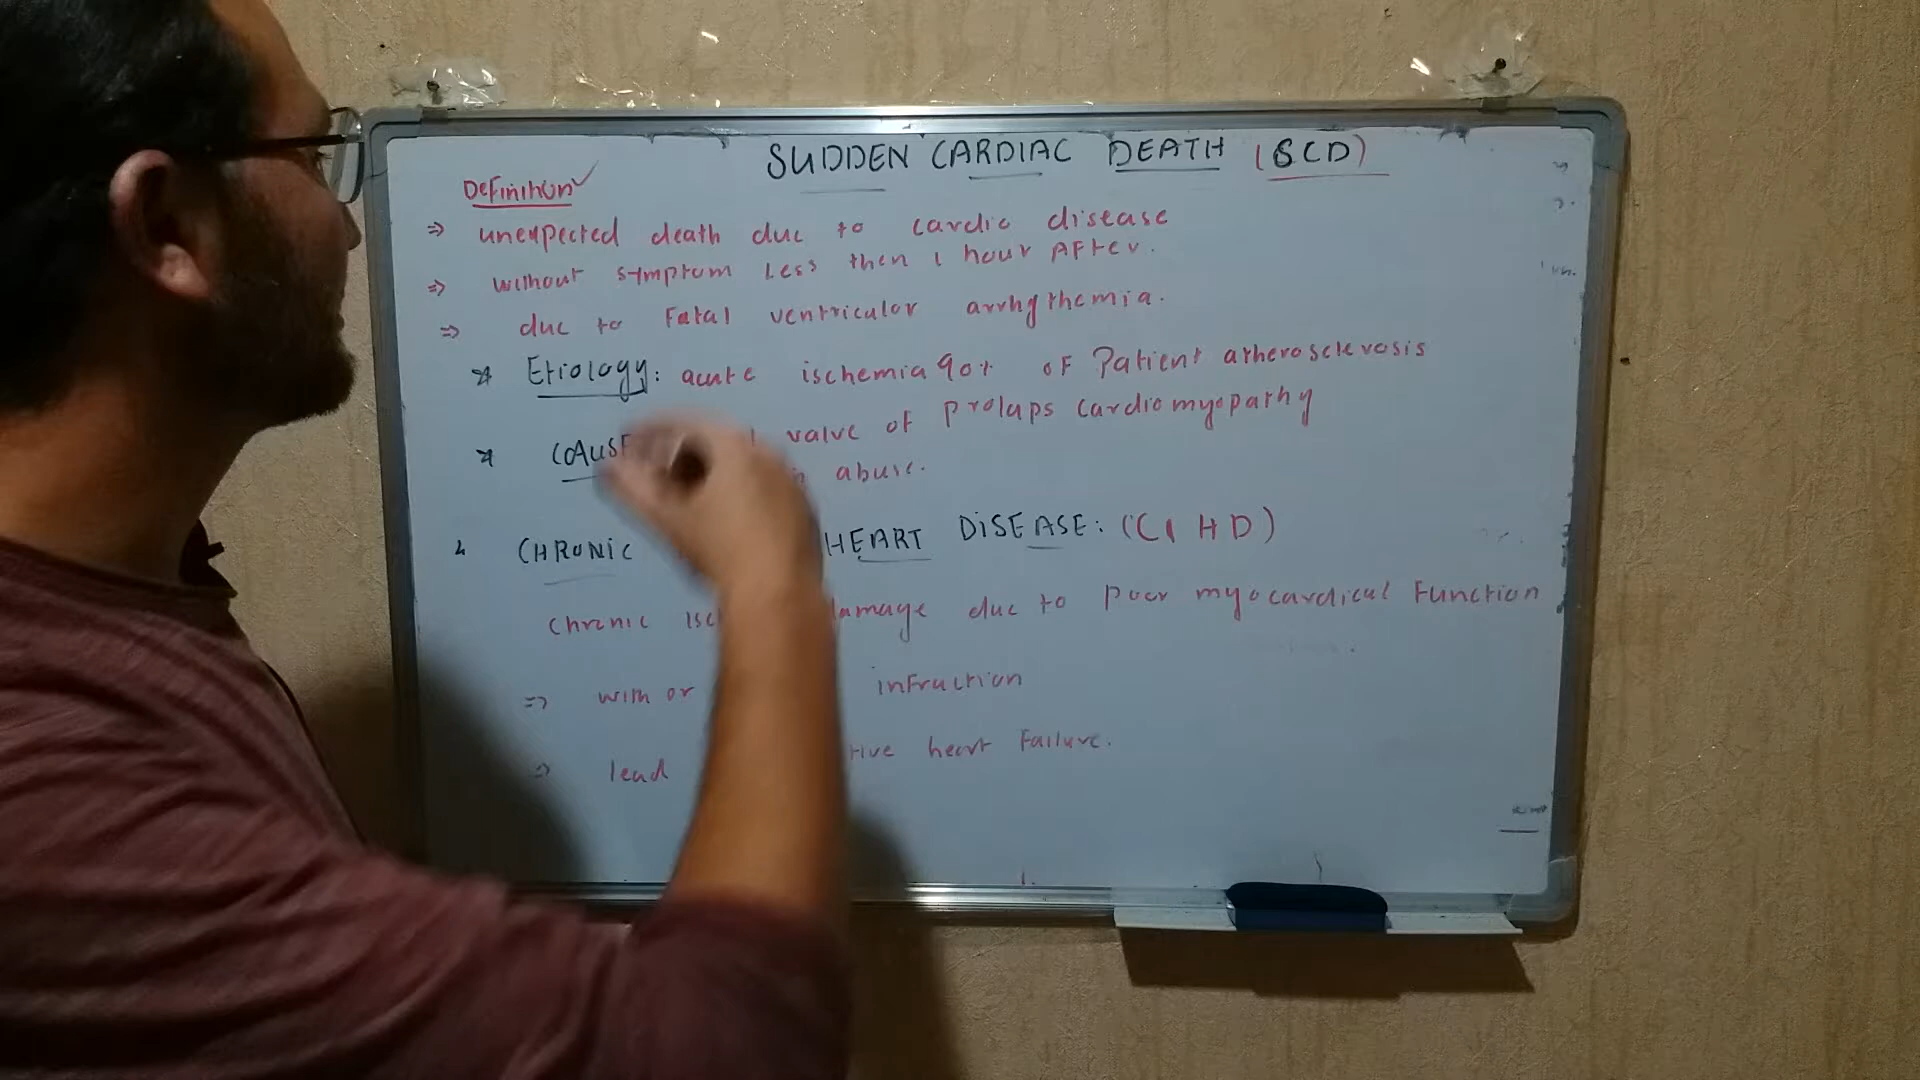 SUDDEN CARDIAC DEATH (SCD)
Definition
⇒ unexpected death due to cardic disease
⇒ without symptom Less then 1 hour After.
⇒ due to Fatal ventriculor arrhythemia.
Etiology: acute ischemia 90% of Patient atherosclerosis
COAUSE valve of Prolaps cardiomyopathy
abuse.
CHRONIC HEART DISEASE: (CIHD)
chronic damage due to poor myocardical Function
⇒ with or infraction
⇒ lead heart Failure.